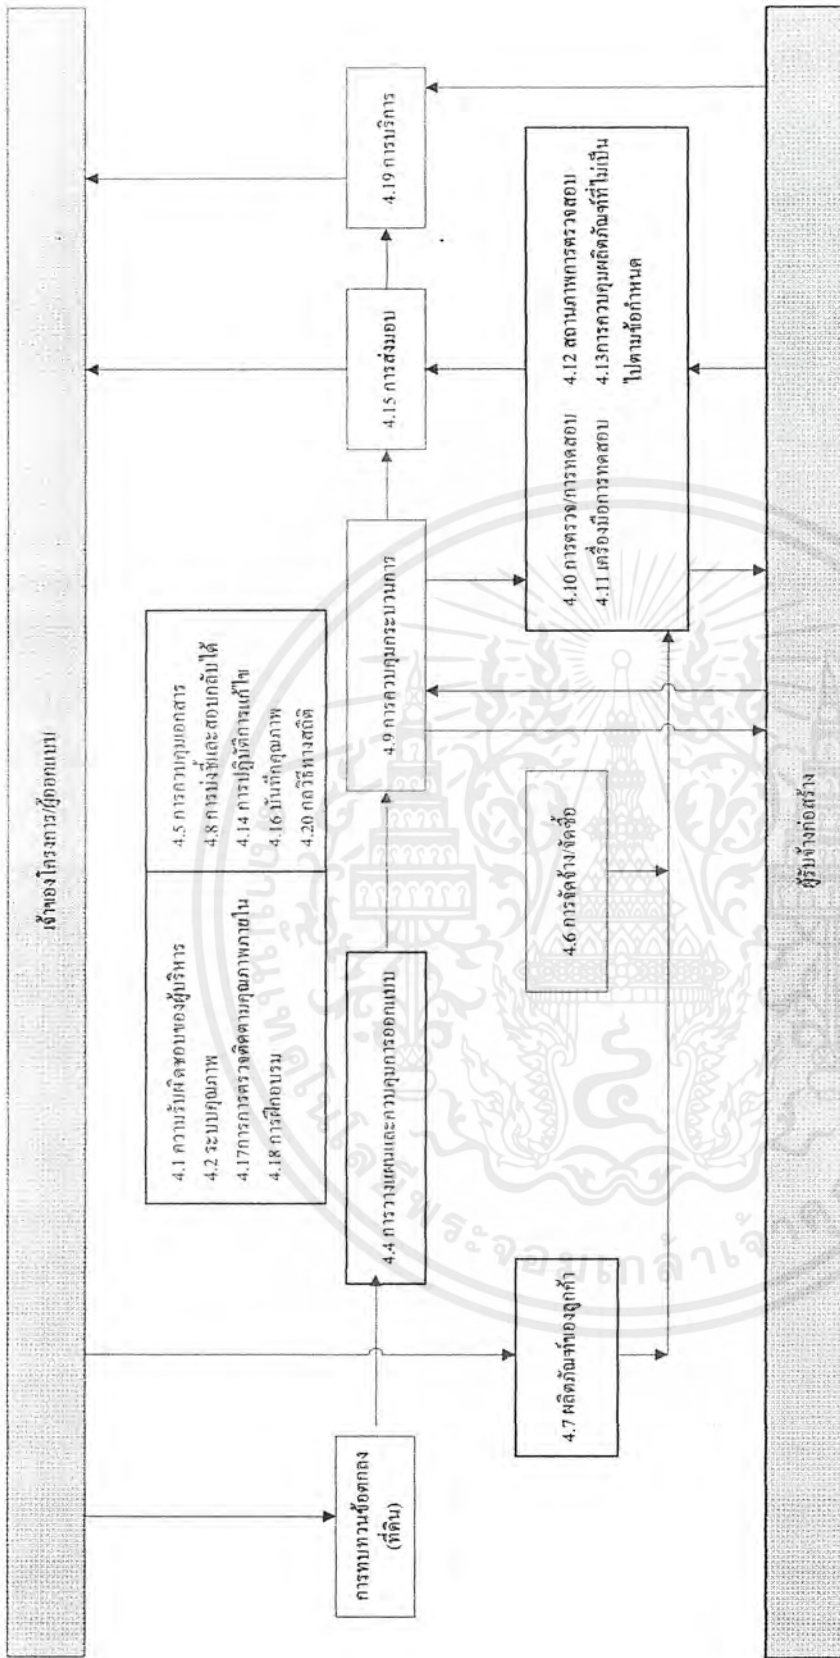 เจ้าของโครงการ/ผู้ออกแบบ
4.1 ความรับผิดชอบของผู้บริหาร
4.2 ระบบคุณภาพ
4.17การการตรวจติดตามคุณภาพภายใน
4.18 การฝึกอบรม
4.5 การควบคุมเอกสาร
4.8 การบ่งชี้และสอบกลับได้
4.14 การปฏิบัติการแก้ไข
4.16 บันทึกคุณภาพ
4.20 กลวิธีทางสถิติ
การทบทวนข้อตกลง
(ที่ดิน)
4.4 การวางแผนและควบคุมการออกแบบ
4.9 การควบคุมกระบวนการ
4.15 การส่งมอบ
4.19 การบริการ
4.7 ผลิตภัณฑ์ของลูกค้า
4.6 การจัดจ้าง/จัดซื้อ
4.10 การตรวจ/การทดสอบ
4.11 เครื่องมือการทดสอบ
4.12 สถานภาพการตรวจสอบ
4.13การควบคุมผลิตภัณฑ์ที่ไม่เป็น
ไปตามข้อกำหนด
ผู้รับจ้างก่อสร้าง